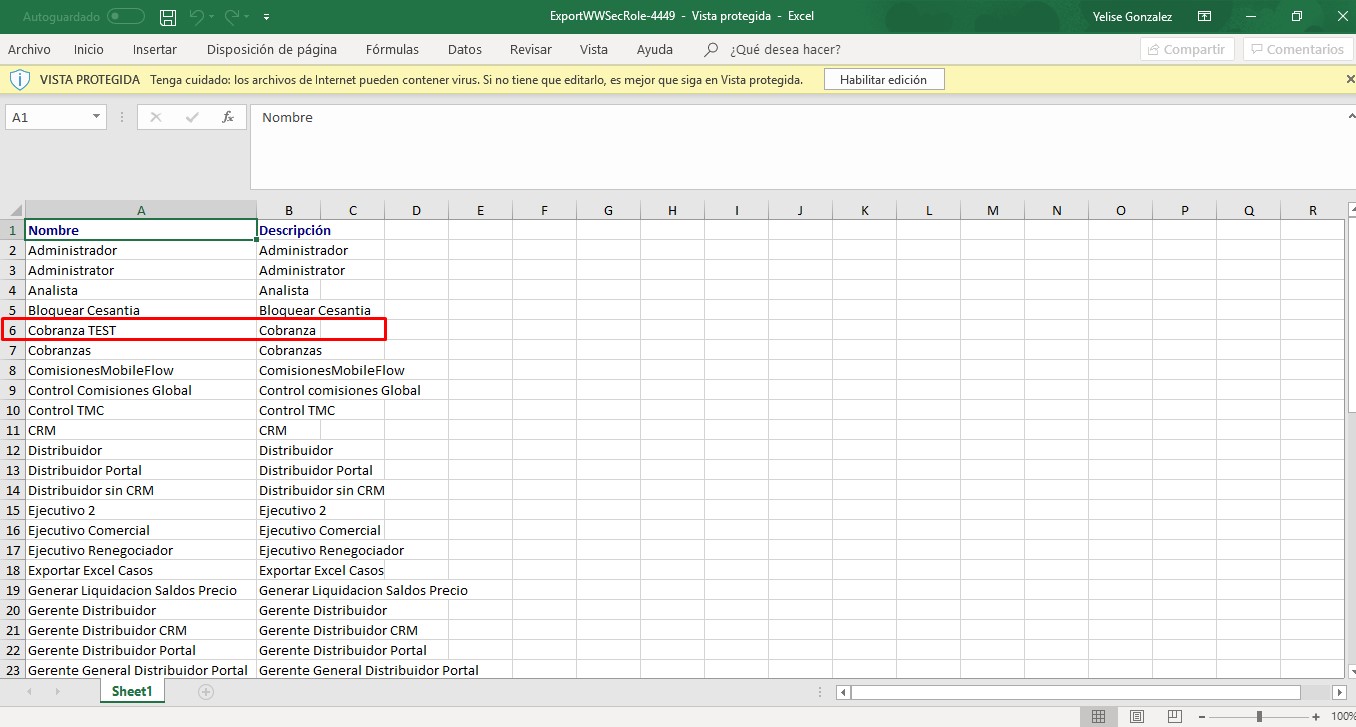 Autoguardado ExportWWSecRole-4449 - Vista protegida - Excel Yelise Gonzalez
Archivo Inicio Insertar Disposición de página Fórmulas Datos Revisar Vista Ayuda ¿Qué desea hacer? Compartir Comentarios
VISTA PROTEGIDA Tenga cuidado: los archivos de Internet pueden contener virus. Si no tiene que editarlo, es mejor que siga en Vista protegida. Habilitar edición
A1 fx Nombre
A B C D E F G H I J K L M N O P Q R
1 Nombre Descripción
2 Administrador Administrador
3 Administrator Administrator
4 Analista Analista
5 Bloquear Cesantia Bloquear Cesantia
6 Cobranza TEST Cobranza
7 Cobranzas Cobranzas
8 ComisionesMobileFlow ComisionesMobileFlow
9 Control Comisiones Global Control comisiones Global
10 Control TMC Control TMC
11 CRM CRM
12 Distribuidor Distribuidor
13 Distribuidor Portal Distribuidor Portal
14 Distribuidor sin CRM Distribuidor sin CRM
15 Ejecutivo 2 Ejecutivo 2
16 Ejecutivo Comercial Ejecutivo Comercial
17 Ejecutivo Renegociador Ejecutivo Renegociador
18 Exportar Excel Casos Exportar Excel Casos
19 Generar Liquidacion Saldos Precio Generar Liquidacion Saldos Precio
20 Gerente Distribuidor Gerente Distribuidor
21 Gerente Distribuidor CRM Gerente Distribuidor CRM
22 Gerente Distribuidor Portal Gerente Distribuidor Portal
23 Gerente General Distribuidor Portal Gerente General Distribuidor Portal
Sheet1
100%